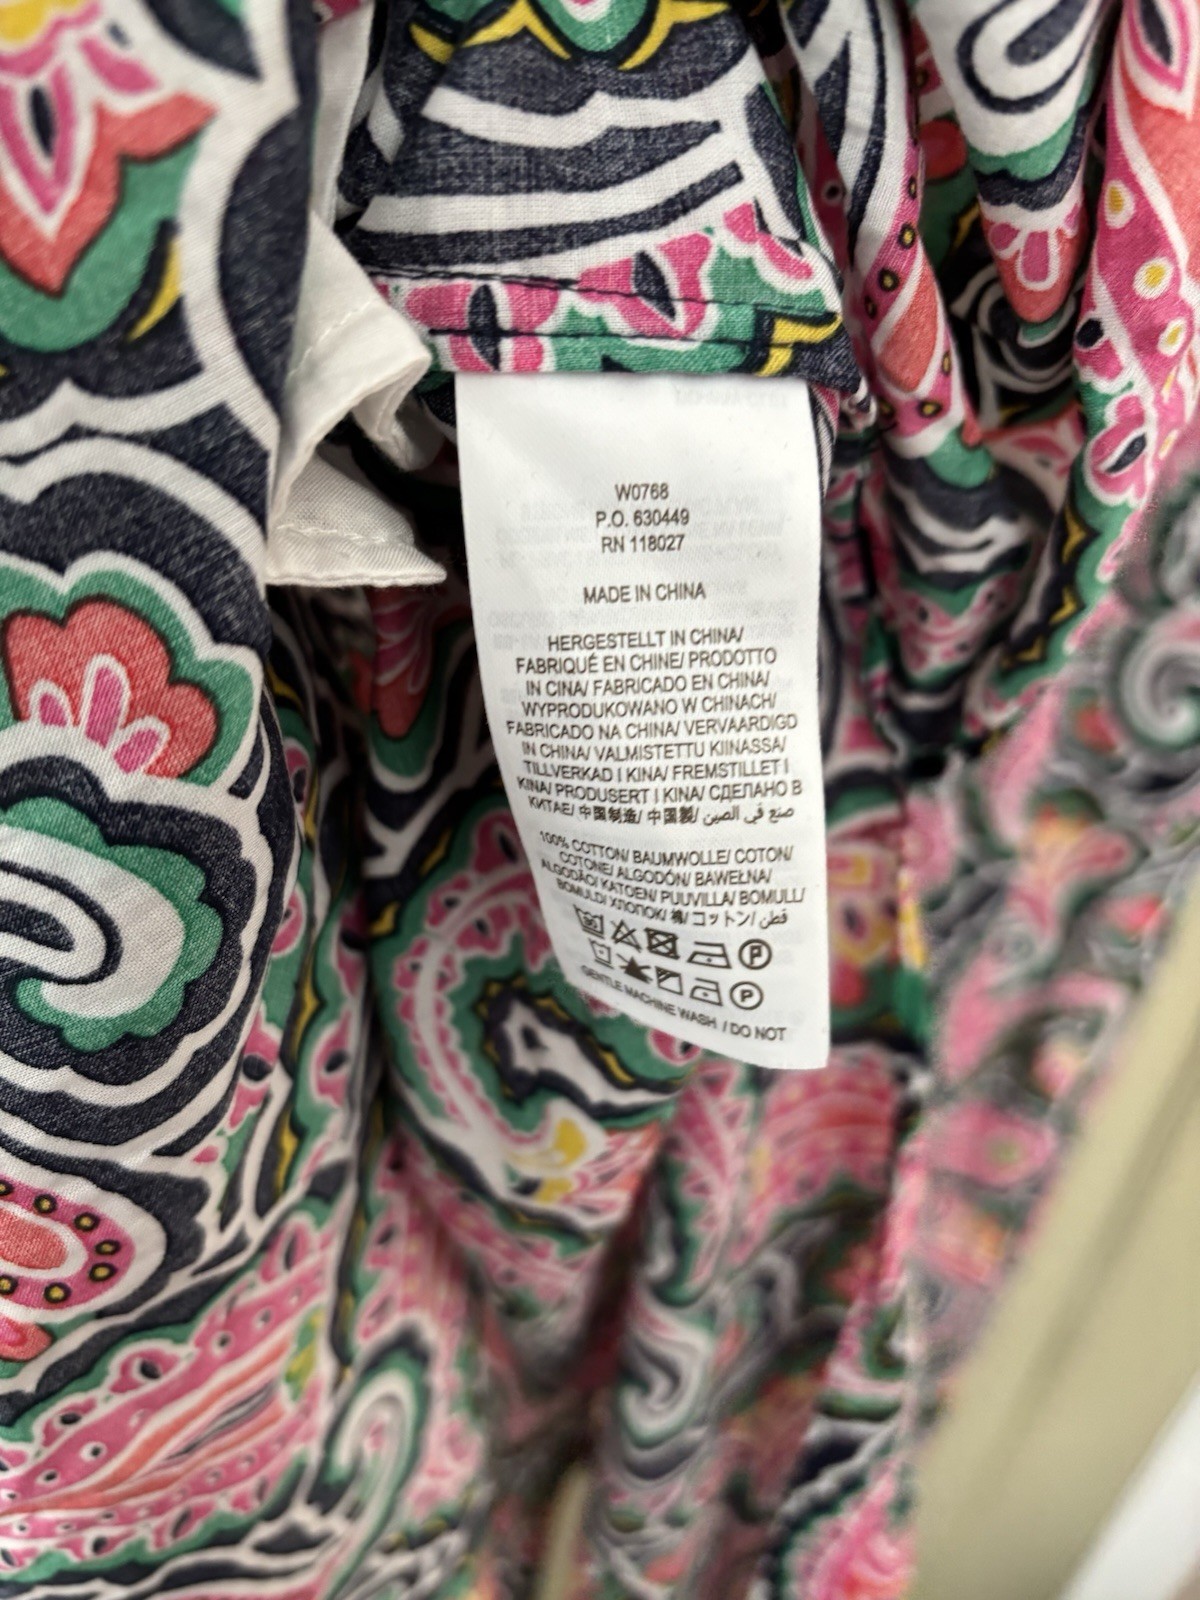 W0768
P.O. 630449
RN 118027
MADE IN CHINA
HERGESTELLT IN CHINA/
FABRIQUÉ EN CHINE/ PRODOTTO
IN CINA/ FABRICADO EN CHINA/
WYPRODUKOWANO W CHINACH/
FABRICADO NA CHINA/ VERVAARDIGD
IN CHINA/ VALMISTETTU KIINASSA/
TILLVERKAD I KINA/ FREMSTILLET I
KINA/ PRODUSERT I KINA/ СДЕЛАНО В
КИТАЕ/ 中国制造/ 中國製/ صنع في الصين
100% COTTON/ BAUMWOLLE/ COTON/
COTONE/ ALGODÓN/ BAWEŁNA/
ALGODÃO/ KATOEN/ PUUVILLA/ BOMULL/
BOMULD/ ХЛОПОК/ 棉/ コットン/ قطن
P
P
GENTLE MACHINE WASH / DO NOT